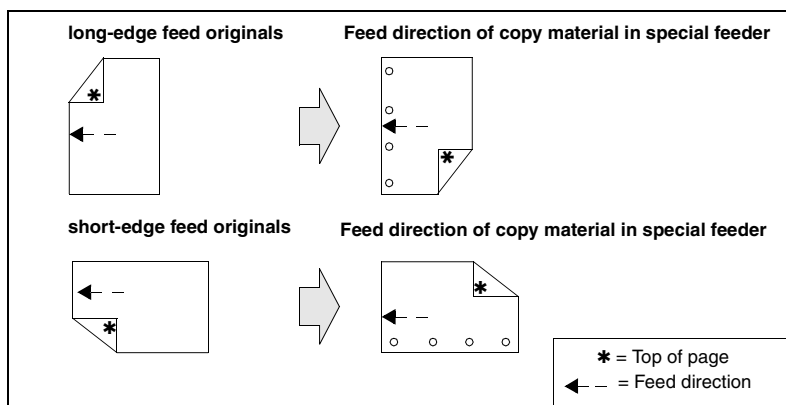 long-edge feed originals
Feed direction of copy material in special feeder
*
*
short-edge feed originals
Feed direction of copy material in special feeder
*
*
* = Top of page
= Feed direction